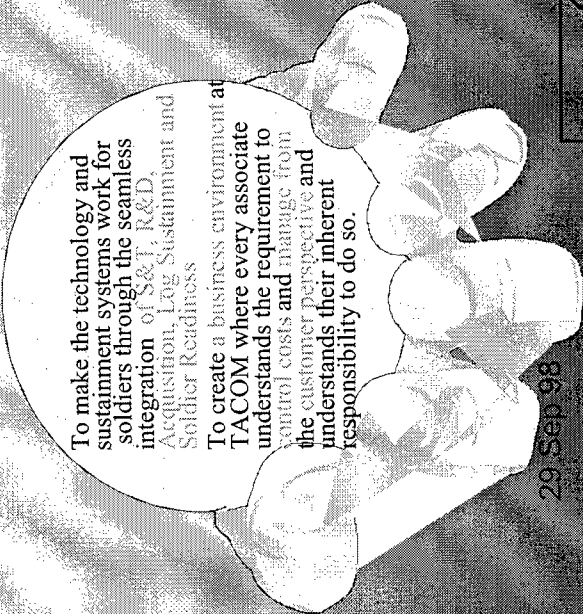 To make the technology and
sustainment systems work for
soldiers through the seamless
integration of S&T, R&D,
Acquisition, Log Sustainment and
Soldier Readiness
To create a business environment at
TACOM where every associate
understands the requirement to
control costs and manage from
the customer perspective and
understands their inherent
responsibility to do so.
29 Sep 98